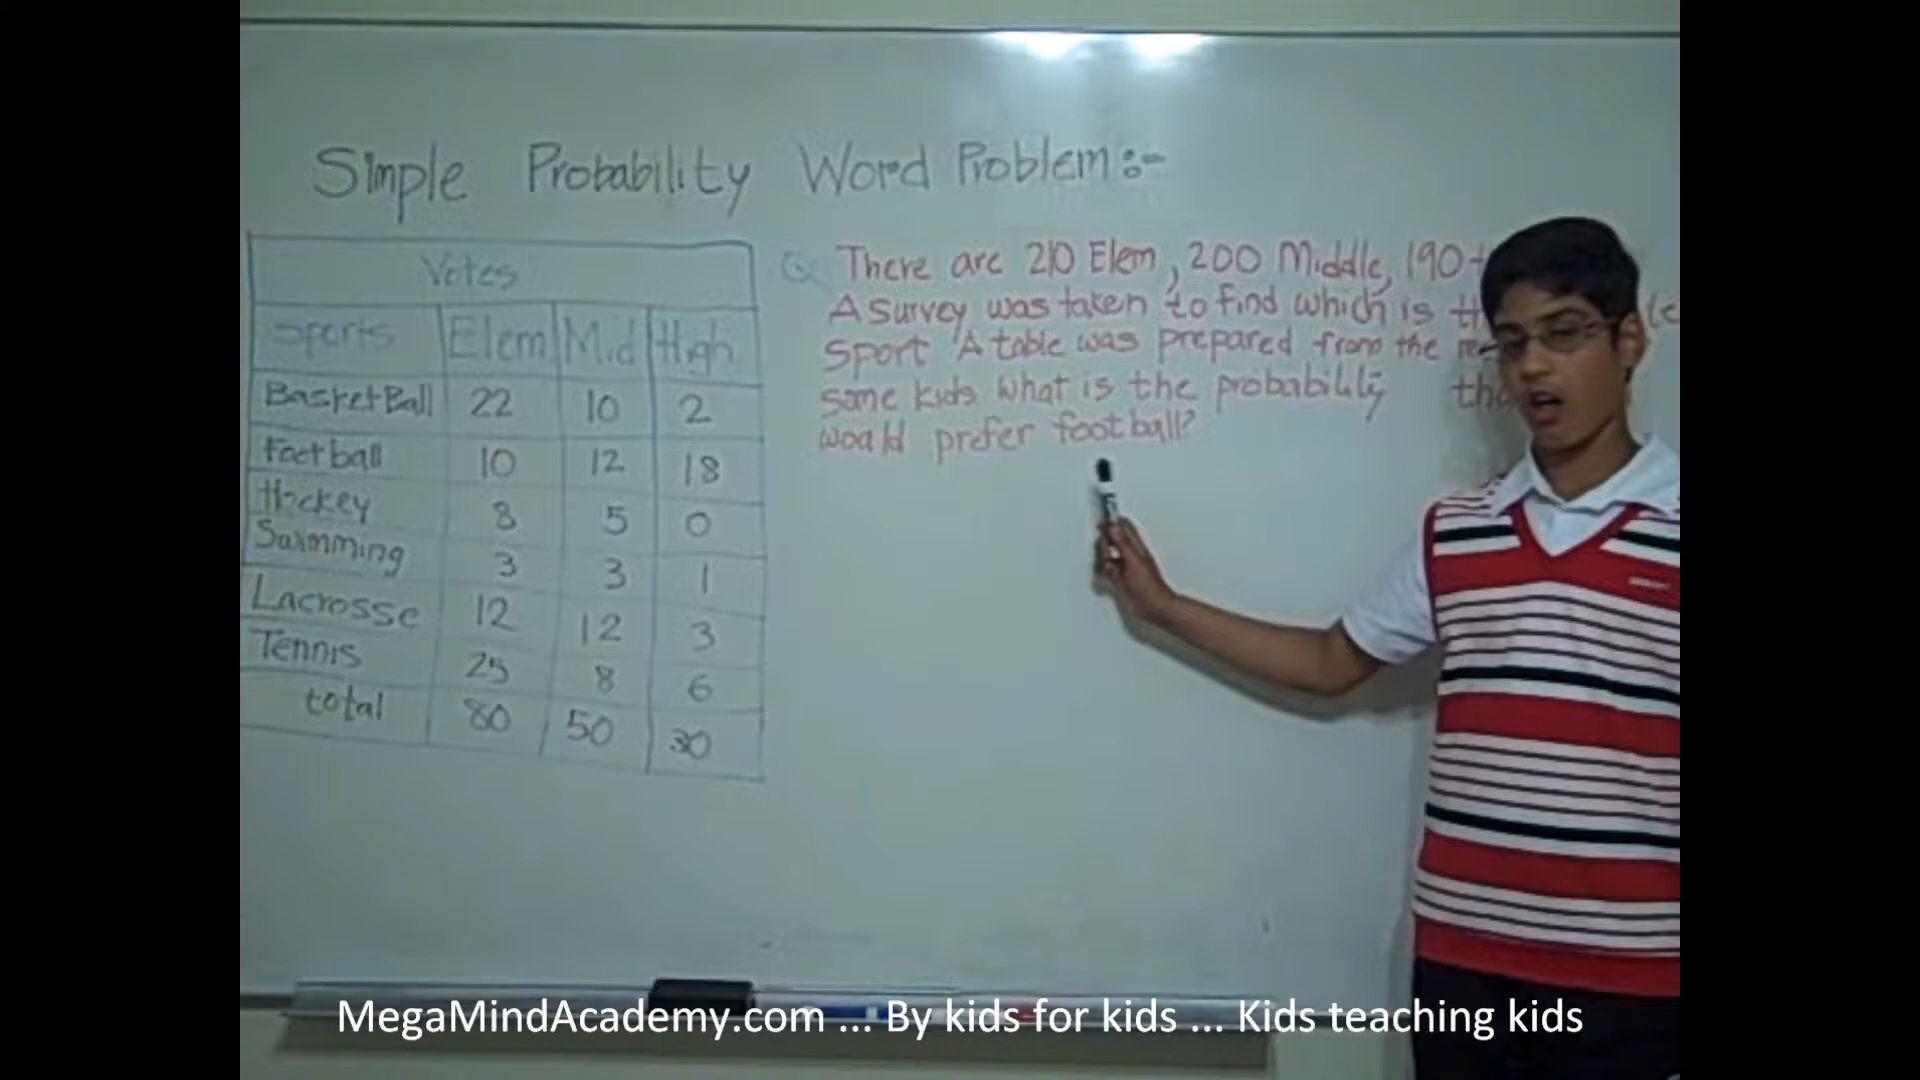 Simple Probability Word Problem:-
Votes
Sports Elem Mid High
BasketBall 22 10 2
Football 10 12 18
Hockey 8 5 0
Swimming 3 3 1
Lacrosse 12 12 3
Tennis 25 8 6
total 80 50 30
Q There are 210 Elem, 200 Middle, 190
A survey was taken to find which is
Sport A table was prepared from the
same kids what is the probability
would prefer football?
MegaMindAcademy.com ... By kids for kids ... Kids teaching kids